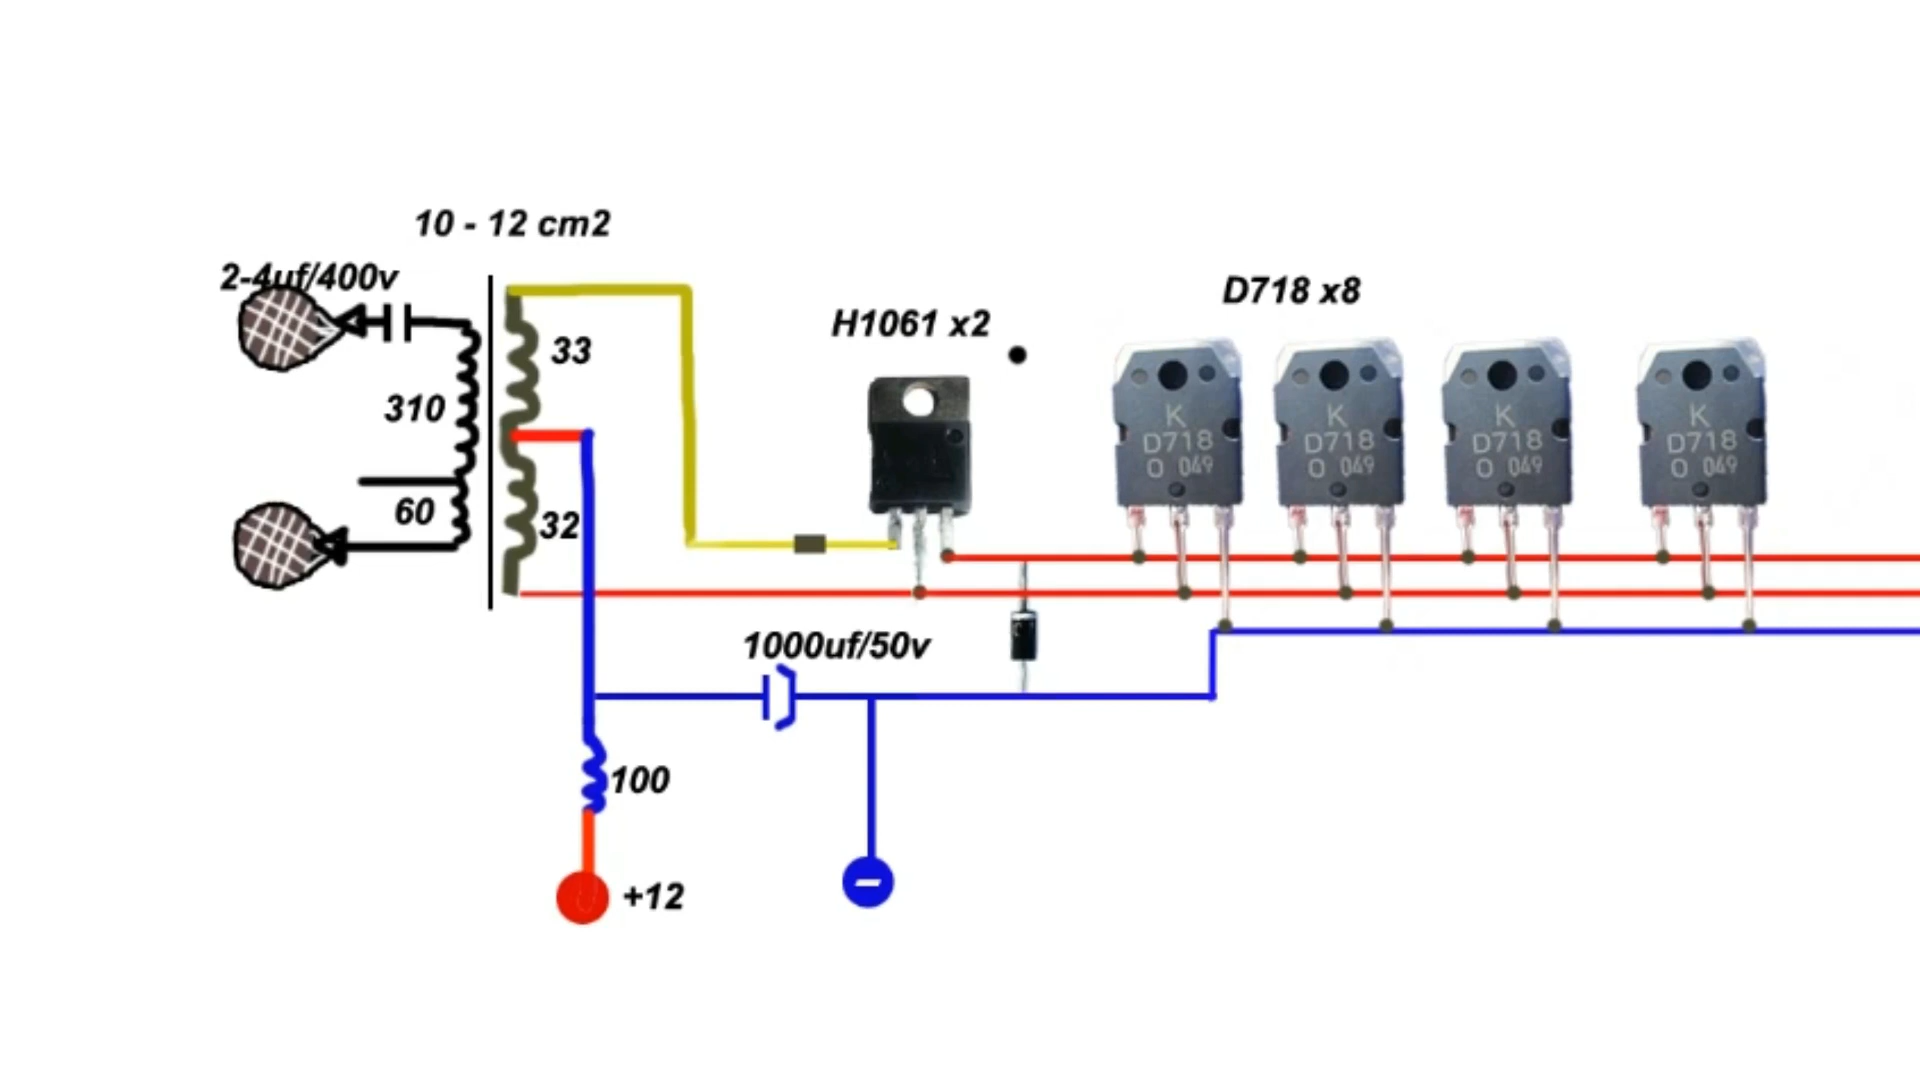 10 - 12 cm2
2-4uf/400v
33
310
60
32
H1061 x2
D718 x8
K
D718
O 049
K
D718
O 049
K
D718
O 049
K
D718
O 049
1000uf/50v
100
+12
-